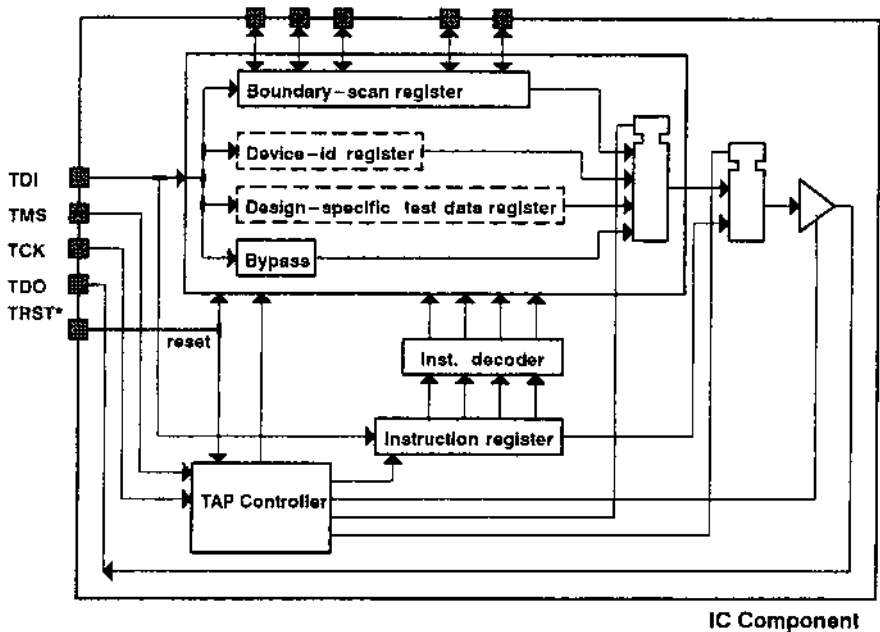 Boundary-scan register
Device-id register
TDI
Design-specific test data register
TMS
TCK
Bypass
TDO
TRST*
reset
Inst. decoder
Instruction register
TAP Controller
IC Component